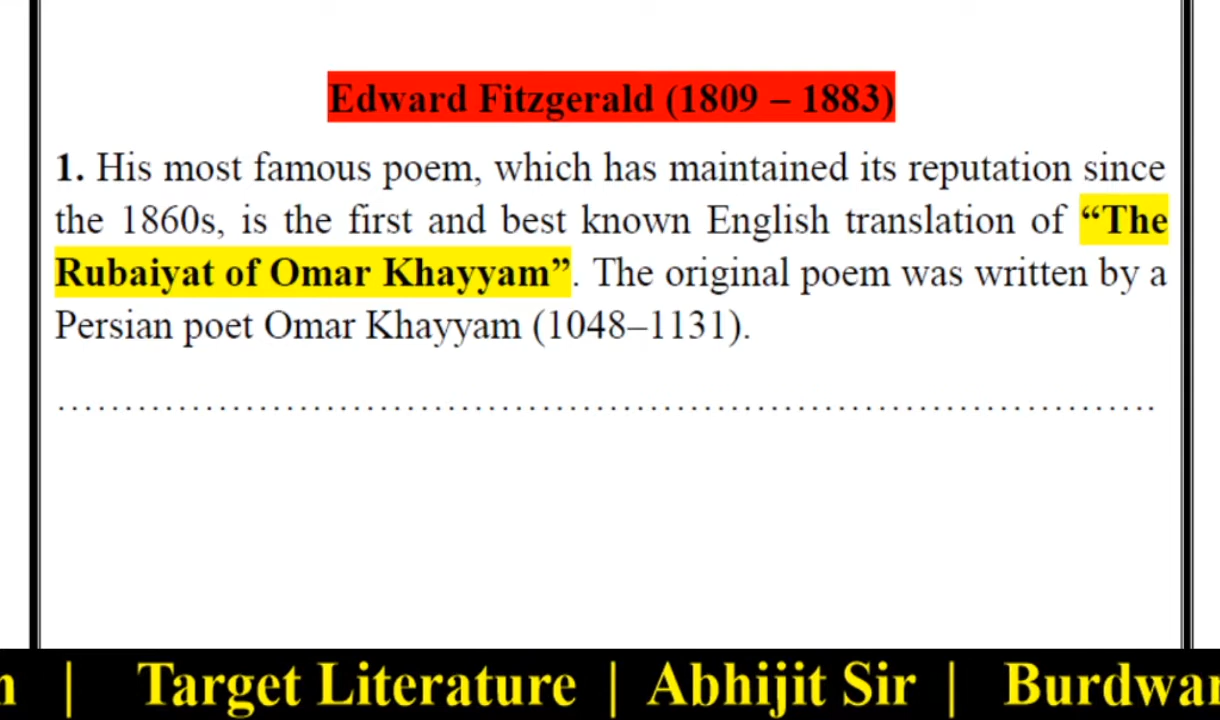 Edward Fitzgerald (1809 – 1883)
1. His most famous poem, which has maintained its reputation since
the 1860s, is the first and best known English translation of “The
Rubaiyat of Omar Khayyam”. The original poem was written by a
Persian poet Omar Khayyam (1048–1131).
..................................................................................
| Target Literature | Abhijit Sir |